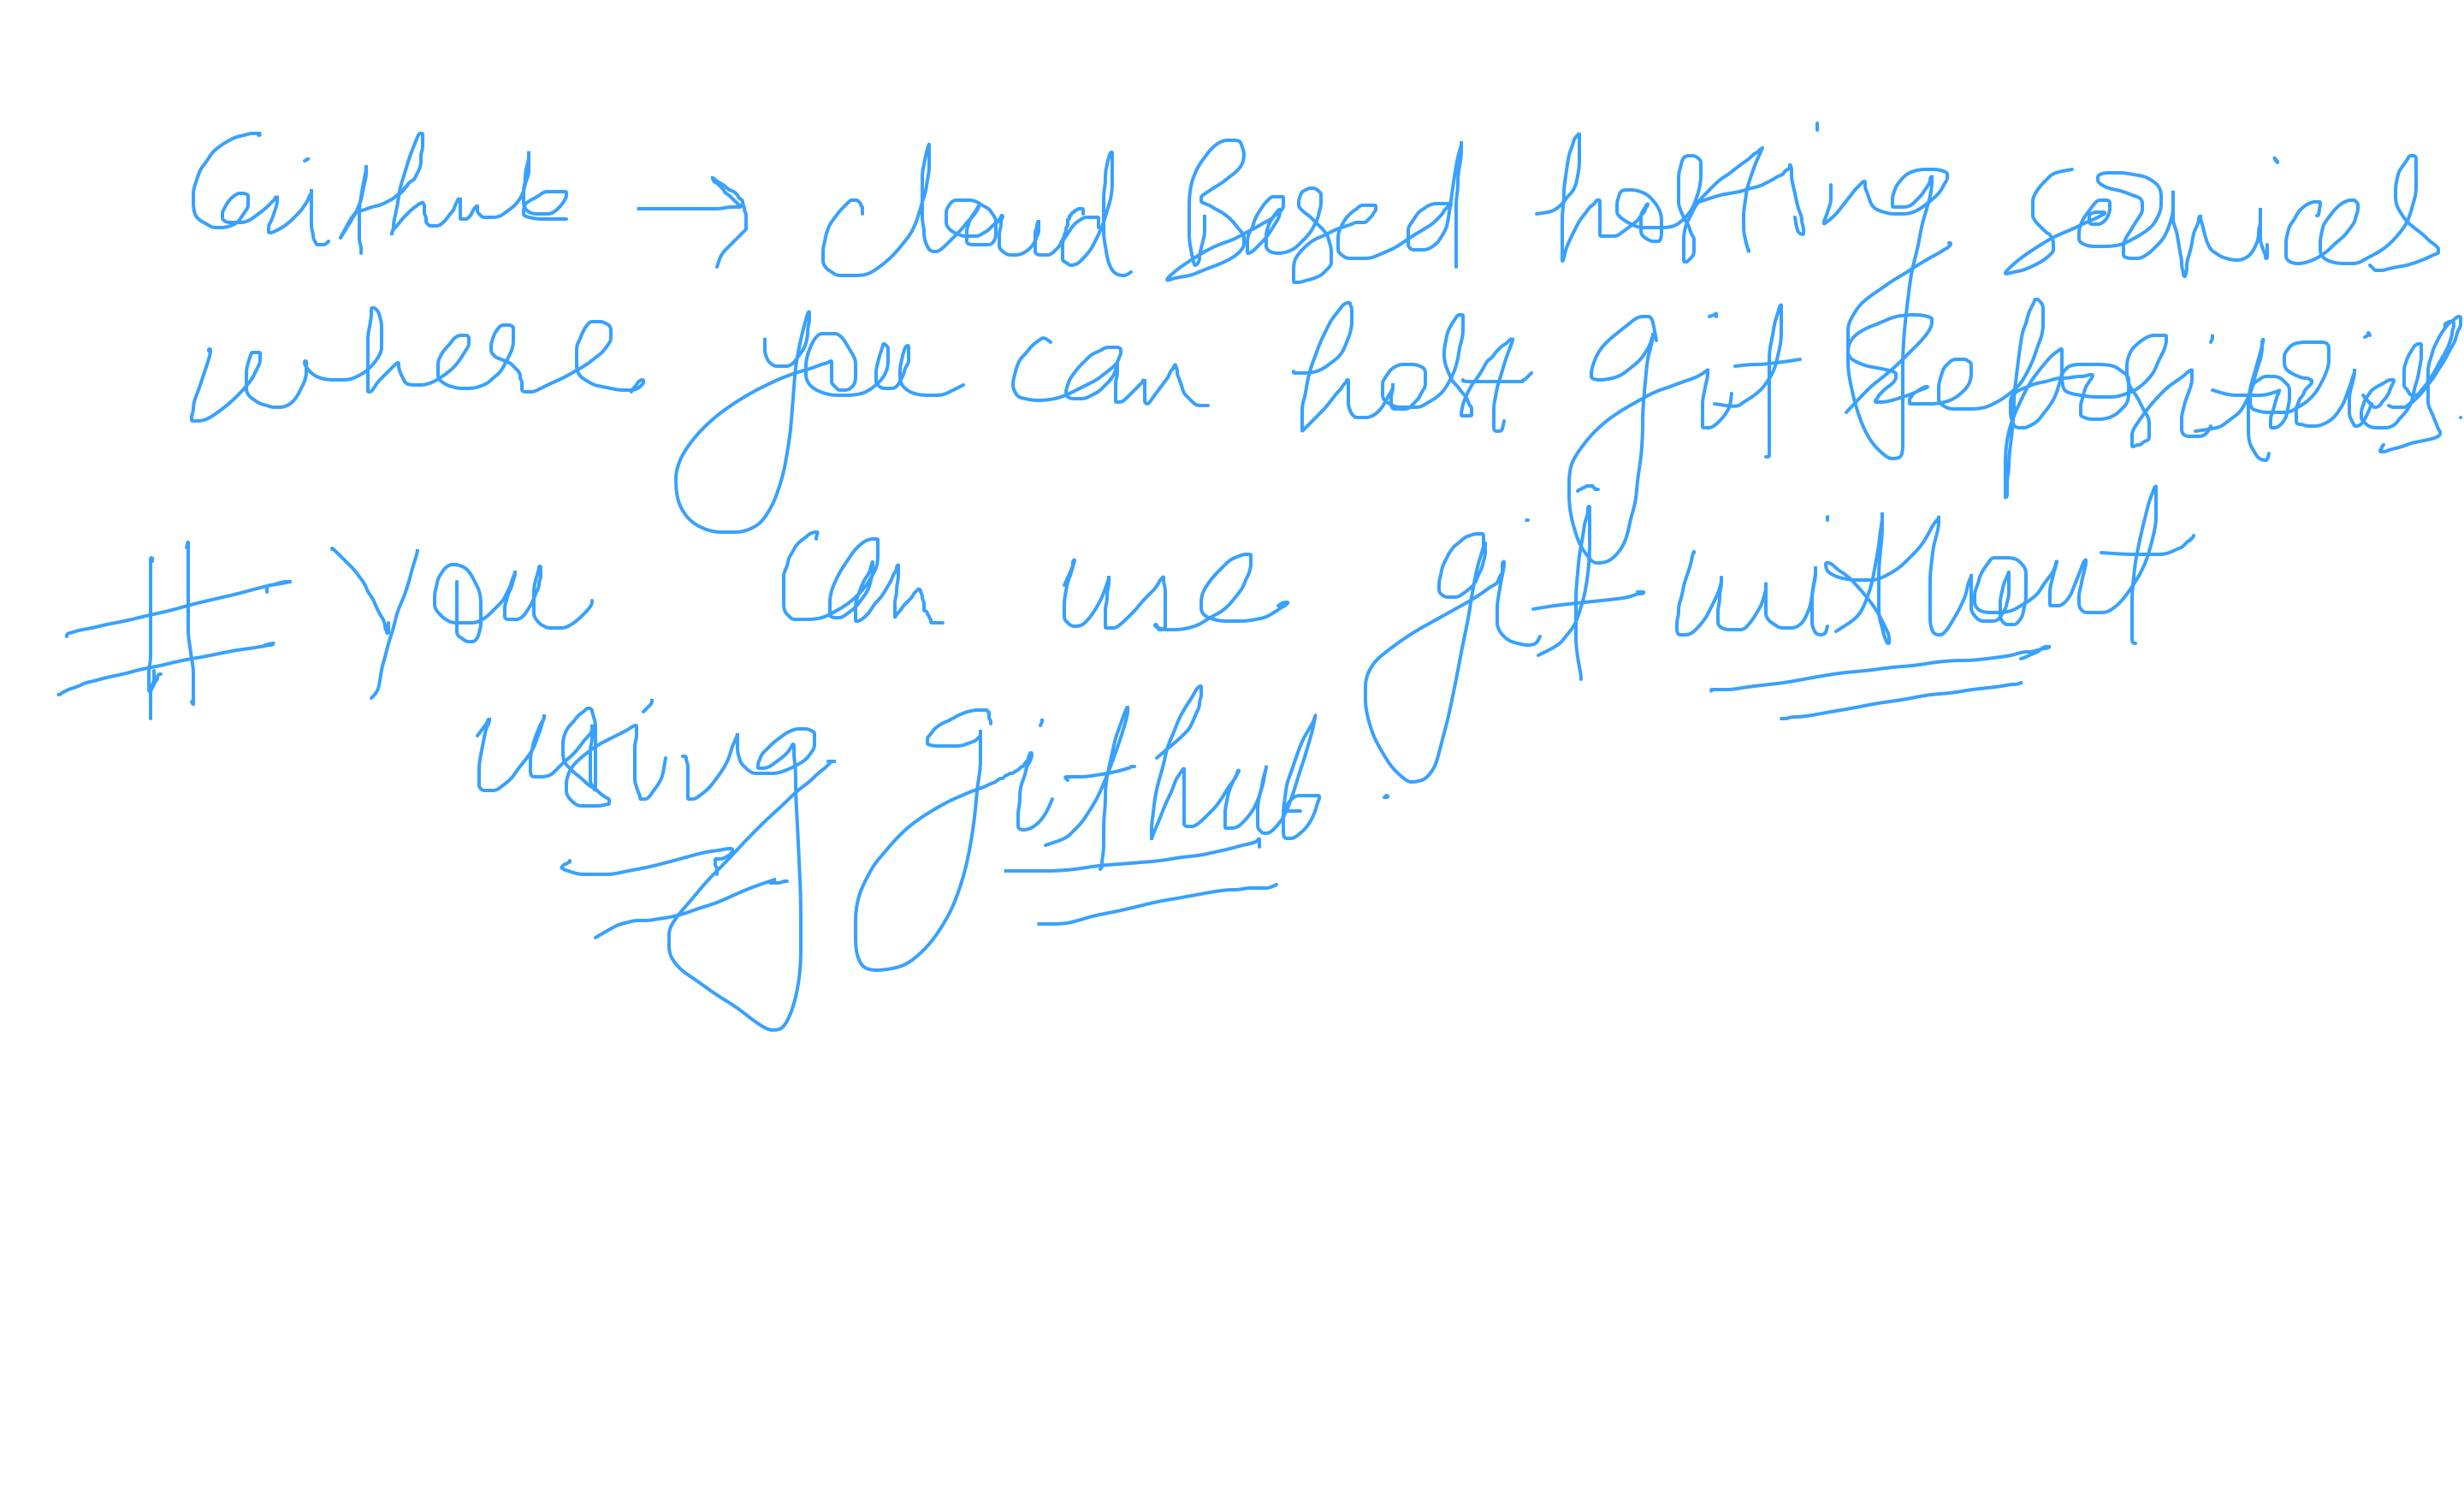 Github → cloud Based hosting services
where you can host git Repositories.
# you can use git without
using github.